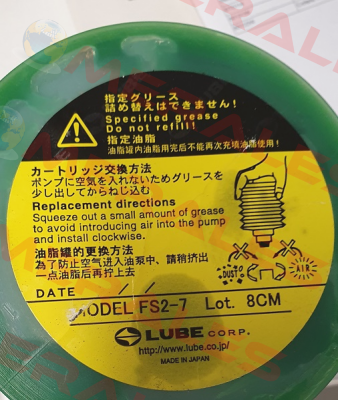 指定グリース
詰め替えはできません!
Specified grease
Do not refill!
指定油脂
油脂罐内油脂用完后不能再次充填油脂使用!
カートリッジ交換方法
ポンプに空気を入れないためグリースを
少し出してからねじ込む
Replacement directions
Squeeze out a small amount of grease
to avoid introducing air into the pump
and install clockwise.
油脂罐的更换方法
為了防止空气进入油泵中、請稍挤出
一点油脂后再拧上去
DUST
AIR
DATE / /
MODEL FS2-7 Lot. 8CM
LUBE CORP.
http://www.lube.co.jp
MADE IN JAPAN